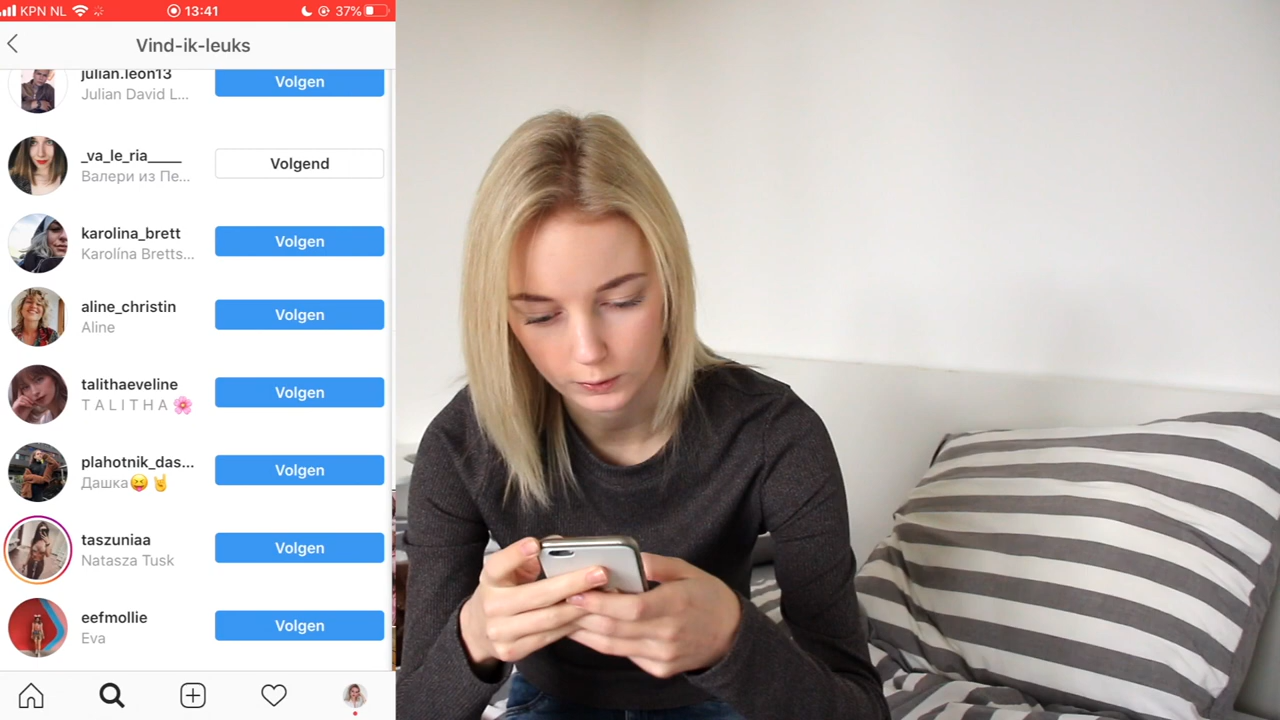 KPN NL 13:41 37%
Vind-ik-leuks
julian.leon13
Julian David L...
Volgen
_va_le_ria_____
Валери из Пе...
Volgend
karolina_brett
Karolína Bretts...
Volgen
aline_christin
Aline
Volgen
talithaeveline
T A L I T H A 🌸
Volgen
plahotnik_das...
Дашка😝🤘
Volgen
taszuniaa
Natasza Tusk
Volgen
eefmollie
Eva
Volgen